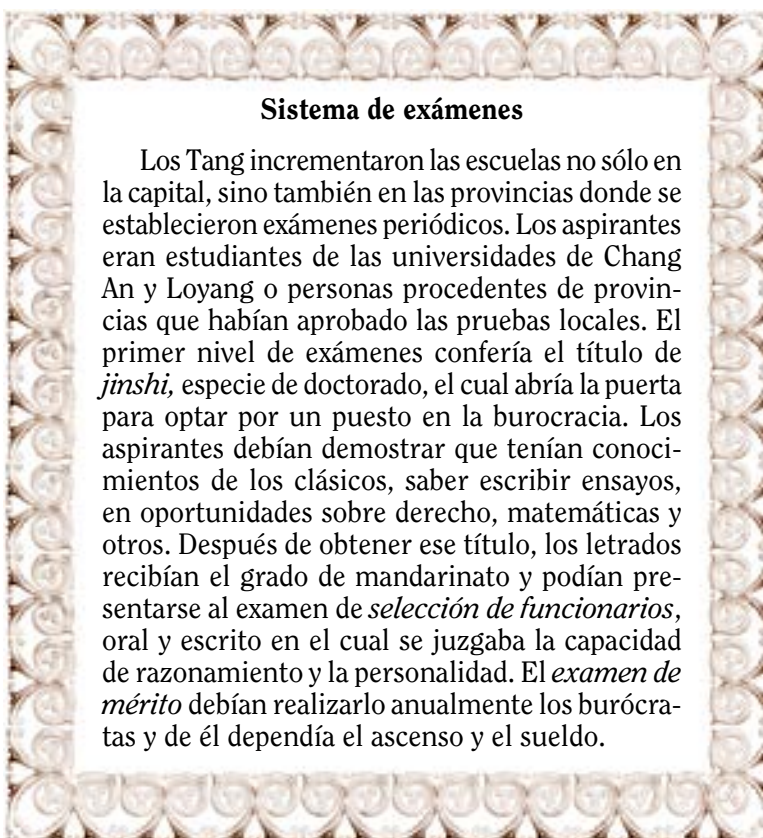 Sistema de exámenes
Los Tang incrementaron las escuelas no sólo en
la capital, sino también en las provincias donde se
establecieron exámenes periódicos. Los aspirantes
eran estudiantes de las universidades de Chang
An y Loyang o personas procedentes de provin-
cias que habían aprobado las pruebas locales. El
primer nivel de exámenes confería el título de
jinshi, especie de doctorado, el cual abría la puerta
para optar por un puesto en la burocracia. Los
aspirantes debían demostrar que tenían conoci-
mientos de los clásicos, saber escribir ensayos,
en oportunidades sobre derecho, matemáticas y
otros. Después de obtener ese título, los letrados
recibían el grado de mandarinato y podían pre-
sentarse al examen de selección de funcionarios,
oral y escrito en el cual se juzgaba la capacidad
de razonamiento y la personalidad. El examen de
mérito debían realizarlo anualmente los burócra-
tas y de él dependía el ascenso y el sueldo.